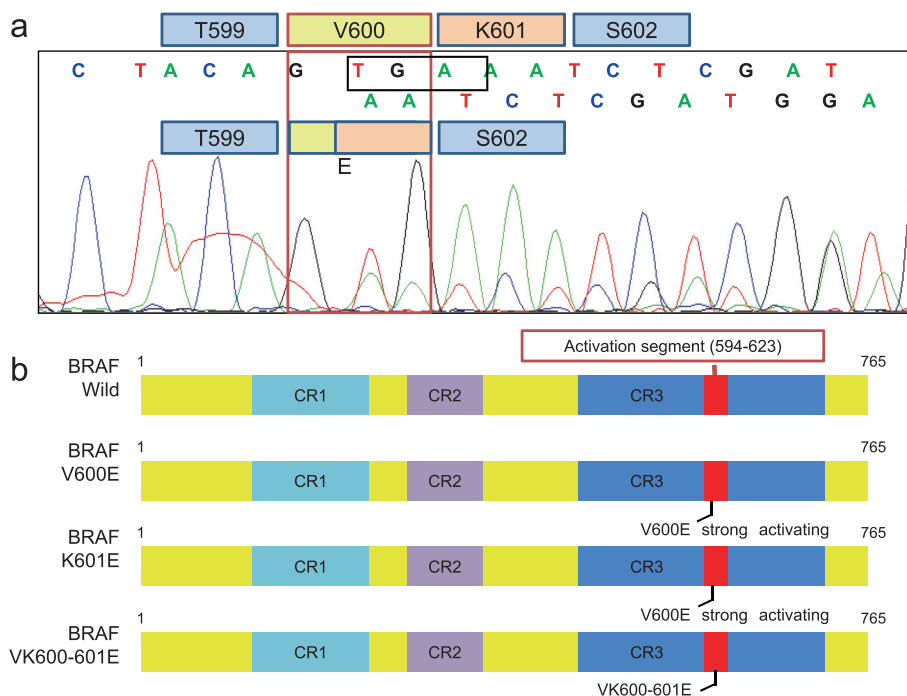 a
T599 V600 K601 S602
C T A C A G T G A A A T C T C G A T
A A T C T C G A T G G A
T599 S602
E
Activation segment (594-623)
b
BRAF
Wild
1 765
CR1 CR2 CR3
BRAF
V600E
1 765
CR1 CR2 CR3
V600E strong activating
BRAF
K601E
1 765
CR1 CR2 CR3
V600E strong activating
BRAF
VK600-601E
1 765
CR1 CR2 CR3
VK600-601E